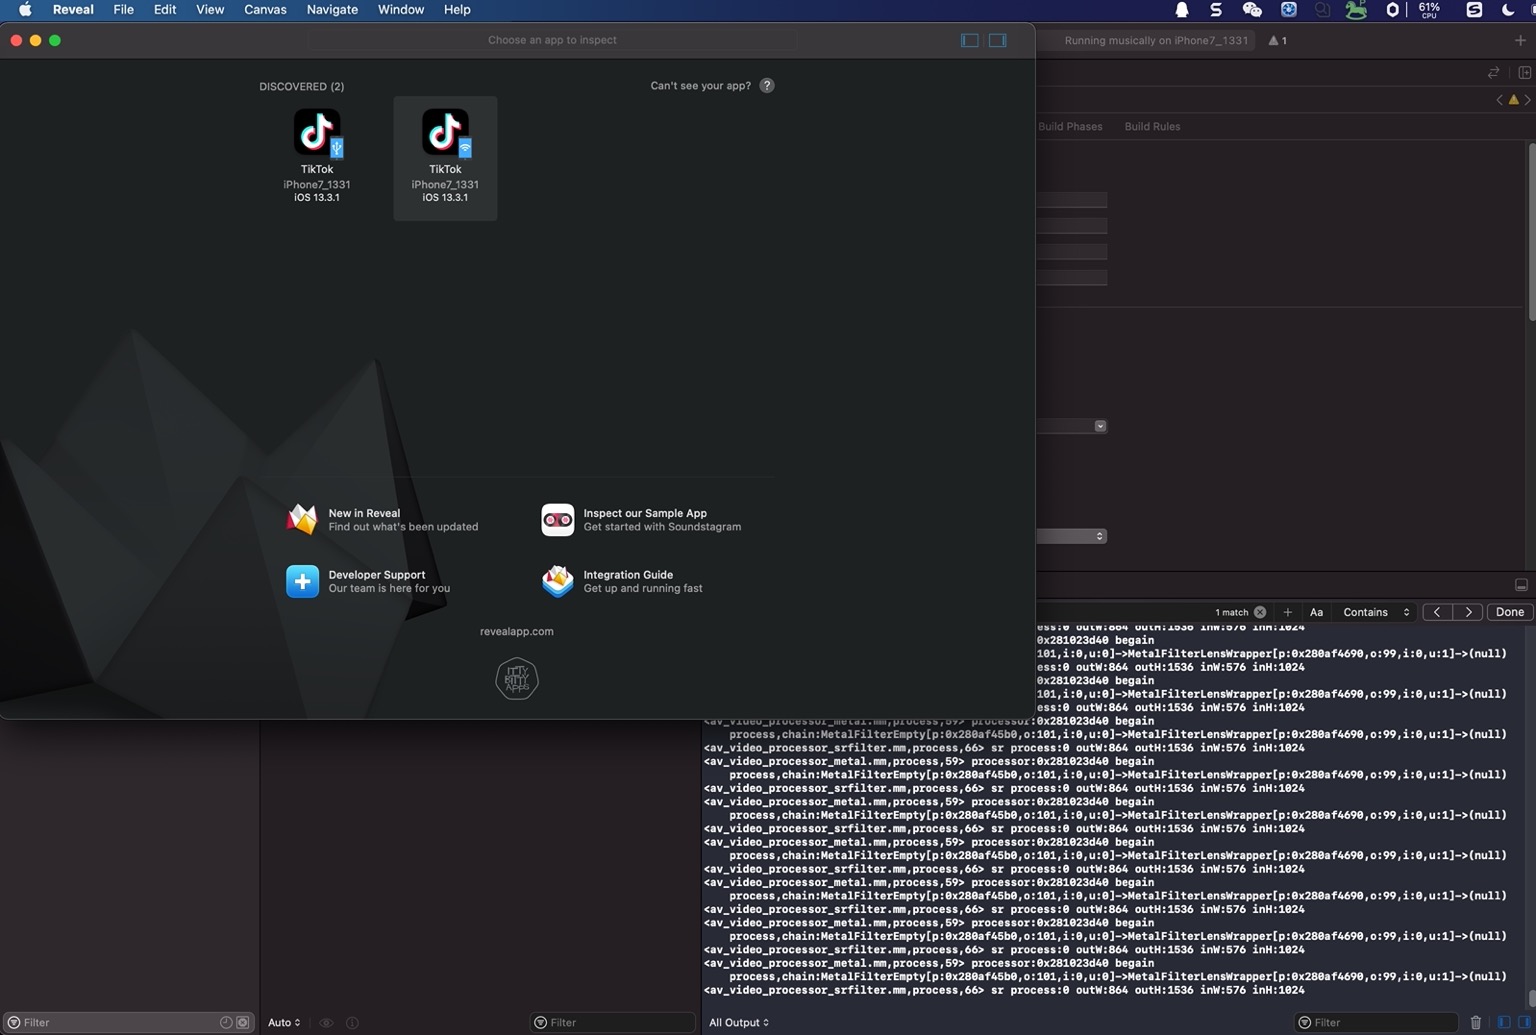 Reveal File Edit View Canvas Navigate Window Help
61%
CPU
Choose an app to inspect
Running musically on iPhone7_1331
1
DISCOVERED (2)
Can't see your app? ?
TikTok
iPhone7_1331
iOS 13.3.1
TikTok
iPhone7_1331
iOS 13.3.1
Build Phases Build Rules
New in Reveal
Find out what's been updated
Inspect our Sample App
Get started with Soundstagram
Developer Support
Our team is here for you
Integration Guide
Get up and running fast
revealapp.com
ITTY
BITTY
APPS
1 match + Aa Contains < > Done
ess:0 outW:864 outH:1536 inW:576 inH:1024
0x281023d40 begain
101,i:0,u:0]->MetalFilterLensWrapper[p:0x280af4690,o:99,i:0,u:1]->(null)
ess:0 outW:864 outH:1536 inW:576 inH:1024
0x281023d40 begain
101,i:0,u:0]->MetalFilterLensWrapper[p:0x280af4690,o:99,i:0,u:1]->(null)
ess:0 outW:864 outH:1536 inW:576 inH:1024
<av_video_processor_metal.mm,process,59> processor:0x281023d40 begain
process,chain:MetalFilterEmpty[p:0x280af45b0,o:101,i:0,u:0]->MetalFilterLensWrapper[p:0x280af4690,o:99,i:0,u:1]->(null)
<av_video_processor_srfilter.mm,process,66> sr process:0 outW:864 outH:1536 inW:576 inH:1024
<av_video_processor_metal.mm,process,59> processor:0x281023d40 begain
process,chain:MetalFilterEmpty[p:0x280af45b0,o:101,i:0,u:0]->MetalFilterLensWrapper[p:0x280af4690,o:99,i:0,u:1]->(null)
<av_video_processor_srfilter.mm,process,66> sr process:0 outW:864 outH:1536 inW:576 inH:1024
<av_video_processor_metal.mm,process,59> processor:0x281023d40 begain
process,chain:MetalFilterEmpty[p:0x280af45b0,o:101,i:0,u:0]->MetalFilterLensWrapper[p:0x280af4690,o:99,i:0,u:1]->(null)
<av_video_processor_srfilter.mm,process,66> sr process:0 outW:864 outH:1536 inW:576 inH:1024
<av_video_processor_metal.mm,process,59> processor:0x281023d40 begain
process,chain:MetalFilterEmpty[p:0x280af45b0,o:101,i:0,u:0]->MetalFilterLensWrapper[p:0x280af4690,o:99,i:0,u:1]->(null)
<av_video_processor_srfilter.mm,process,66> sr process:0 outW:864 outH:1536 inW:576 inH:1024
<av_video_processor_metal.mm,process,59> processor:0x281023d40 begain
process,chain:MetalFilterEmpty[p:0x280af45b0,o:101,i:0,u:0]->MetalFilterLensWrapper[p:0x280af4690,o:99,i:0,u:1]->(null)
<av_video_processor_srfilter.mm,process,66> sr process:0 outW:864 outH:1536 inW:576 inH:1024
<av_video_processor_metal.mm,process,59> processor:0x281023d40 begain
process,chain:MetalFilterEmpty[p:0x280af45b0,o:101,i:0,u:0]->MetalFilterLensWrapper[p:0x280af4690,o:99,i:0,u:1]->(null)
<av_video_processor_srfilter.mm,process,66> sr process:0 outW:864 outH:1536 inW:576 inH:1024
<av_video_processor_metal.mm,process,59> processor:0x281023d40 begain
process,chain:MetalFilterEmpty[p:0x280af45b0,o:101,i:0,u:0]->MetalFilterLensWrapper[p:0x280af4690,o:99,i:0,u:1]->(null)
<av_video_processor_srfilter.mm,process,66> sr process:0 outW:864 outH:1536 inW:576 inH:1024
Filter Auto Filter All Output Filter